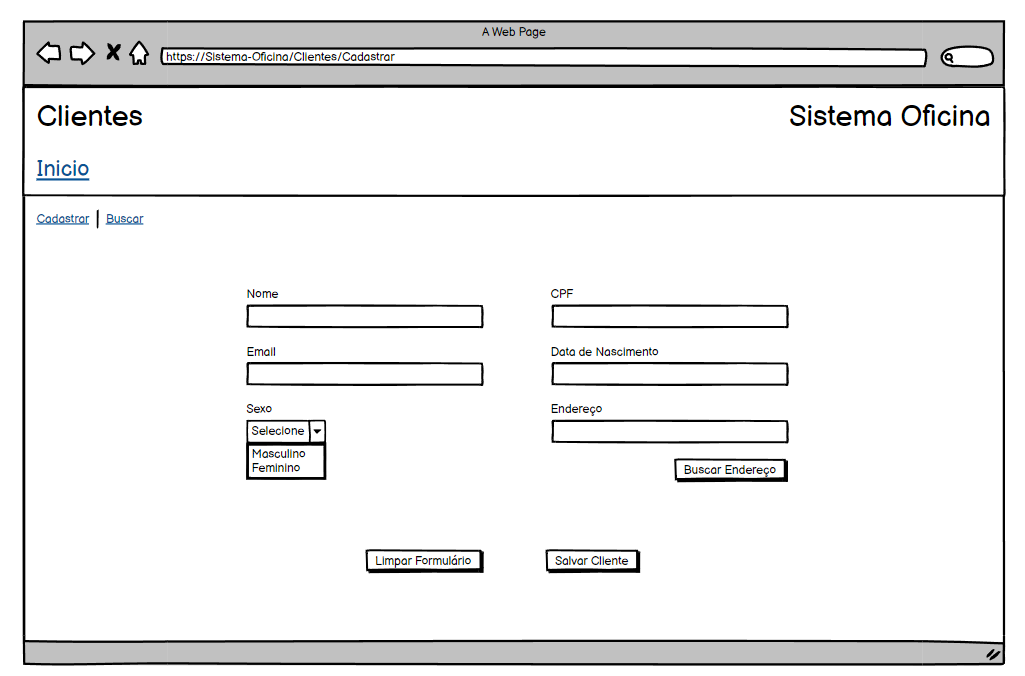 A Web Page
https://Sistema-Oficina/Clientes/Cadastrar
Clientes
Sistema Oficina
Inicio
Cadastrar
Buscar
Nome
CPF
Email
Data de Nascimento
Sexo
Endereço
Selecione
Masculino
Feminino
Buscar Endereço
Limpar Formulário
Salvar Cliente